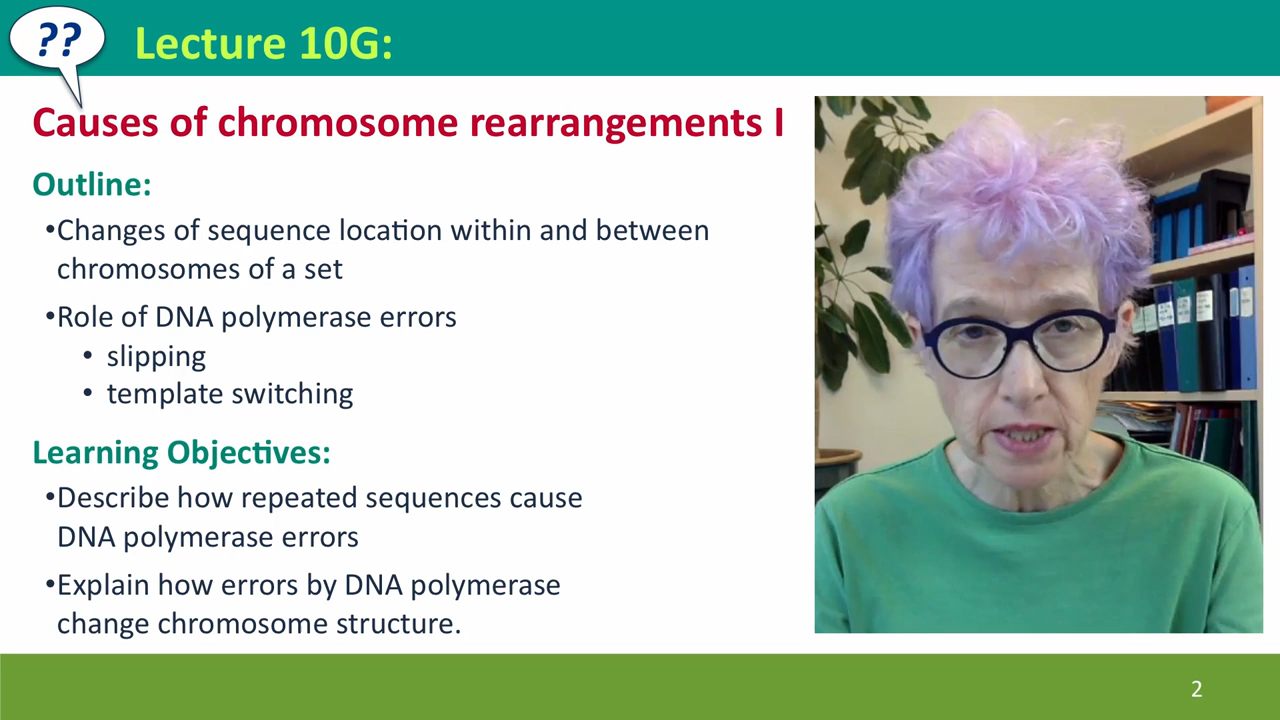 ??
Lecture 10G:
Causes of chromosome rearrangements I
Outline:
•Changes of sequence location within and between
chromosomes of a set
•Role of DNA polymerase errors
• slipping
• template switching
Learning Objectives:
•Describe how repeated sequences cause
DNA polymerase errors
•Explain how errors by DNA polymerase
change chromosome structure.
2